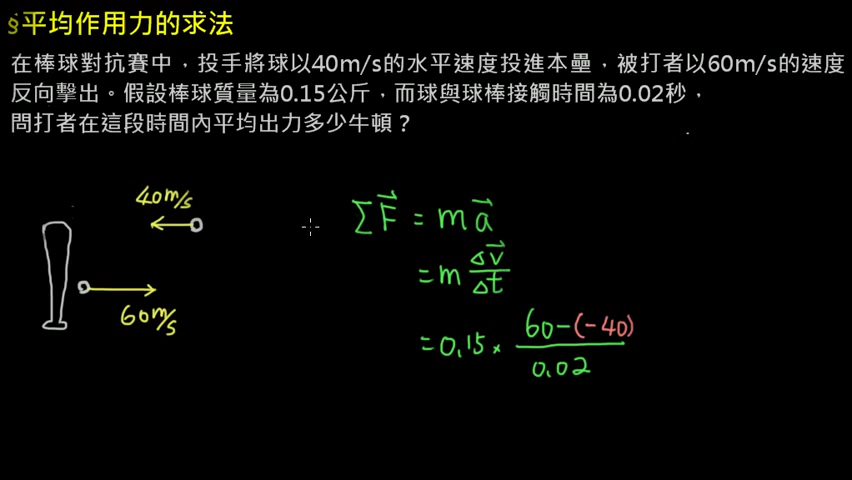 §平均作用力的求法
在棒球對抗賽中，投手將球以40m/s的水平速度投進本壘，被打者以60m/s的速度
反向擊出。假設棒球質量為0.15公斤，而球與球棒接觸時間為0.02秒，
問打者在這段時間內平均出力多少牛頓？
40m/s
60m/s
ΣF⃗ = ma⃗
= m Δv⃗/Δt
= 0.15 × 60-(-40)/0.02